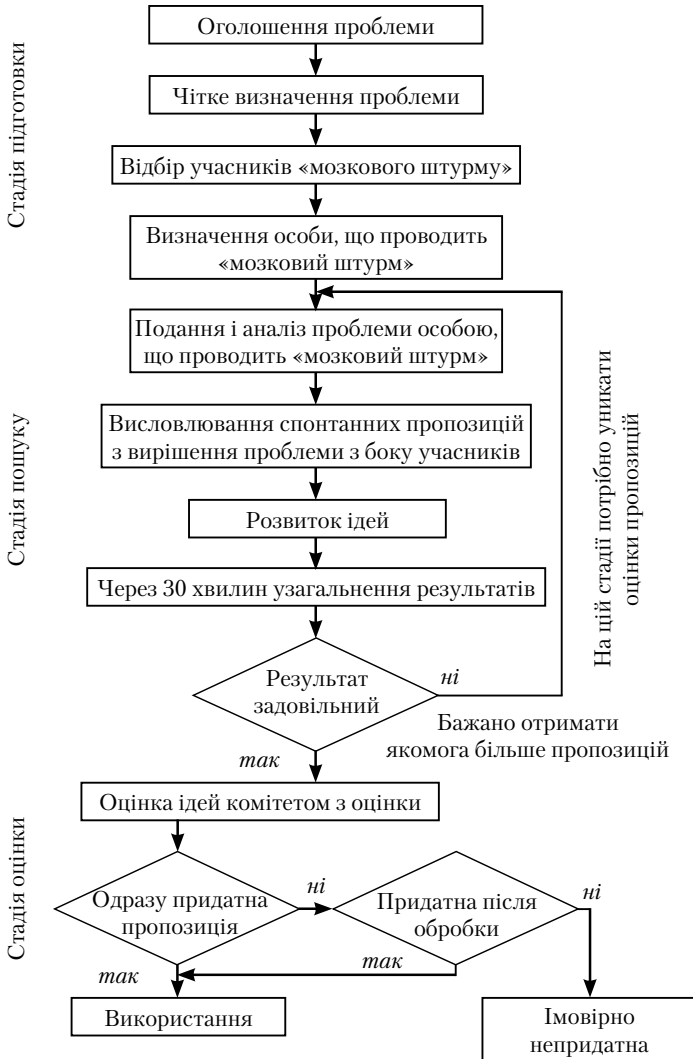 Стадія підготовки
Оголошення проблеми
Чітке визначення проблеми
Відбір учасників «мозкового штурму»
Визначення особи, що проводить
«мозковий штурм»
Стадія пошуку
Подання і аналіз проблеми особою,
що проводить «мозковий штурм»
Висловлювання спонтанних пропозицій
з вирішення проблеми з боку учасників
Розвиток ідей
Через 30 хвилин узагальнення результатів
На цій стадії потрібно уникати
оцінки пропозицій
Результат
задовільний
ні
Бажано отримати
якомога більше пропозицій
так
Стадія оцінки
Оцінка ідей комітетом з оцінки
Одразу придатна
пропозиція
ні
Придатна після
обробки
ні
так
так
Використання
Імовірно
непридатна